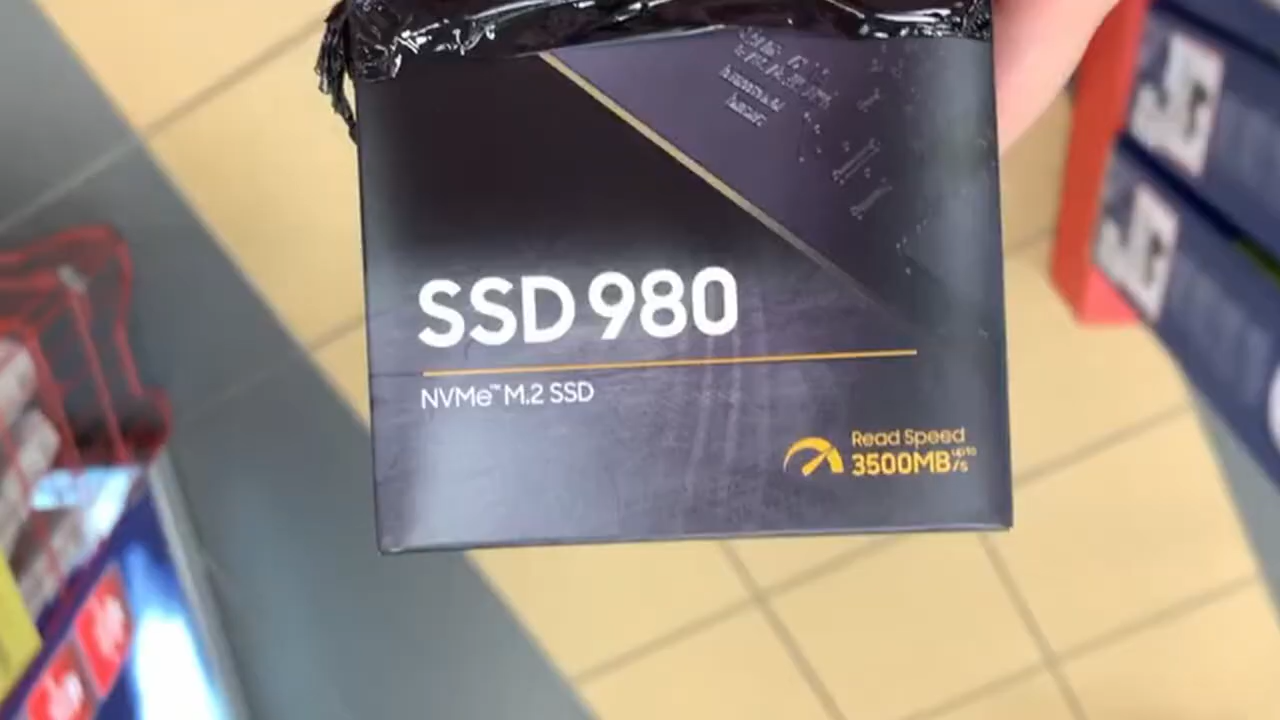 SSD 980
NVMe™ M.2 SSD
Read Speed
up to
3500MB/s